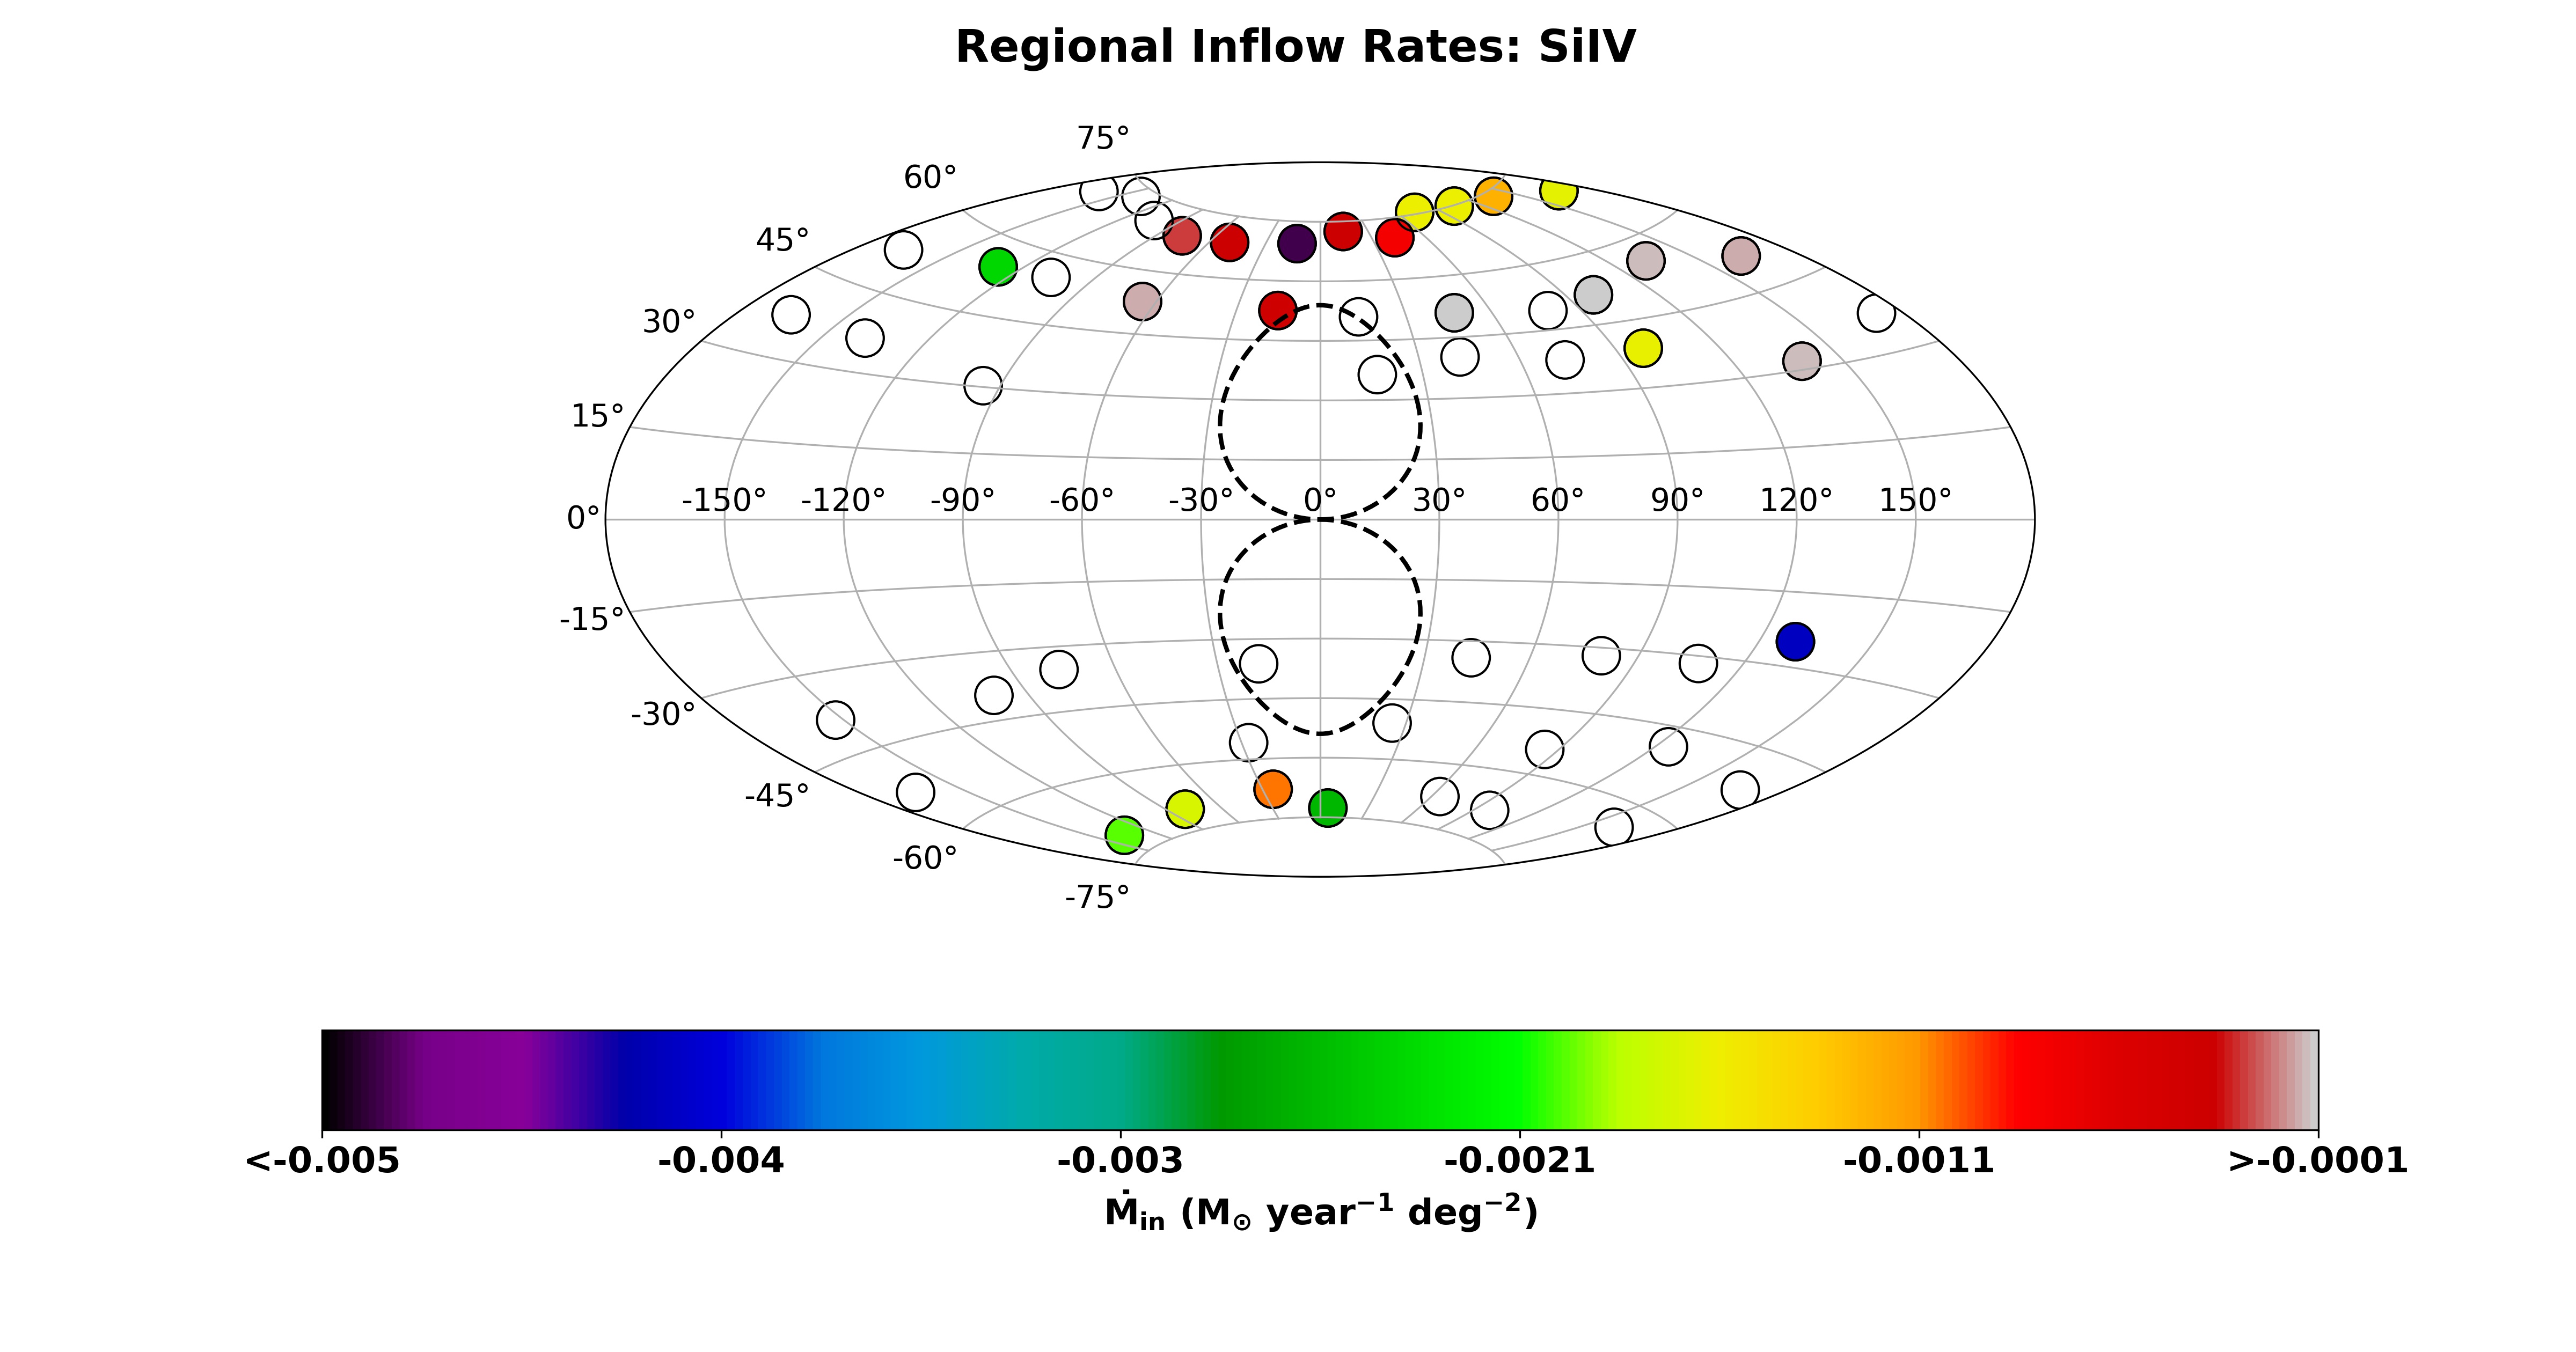 Regional Inflow Rates: SiIV
75°
60°
45°
30°
15°
-150° -120° -90° -60° -30° 0° 30° 60° 90° 120° 150°
0°
-15°
-30°
-45°
-60°
-75°
<-0.005 -0.004 -0.003 -0.0021 -0.0011 >-0.0001
Ṁin (M⊙ year−1 deg−2)